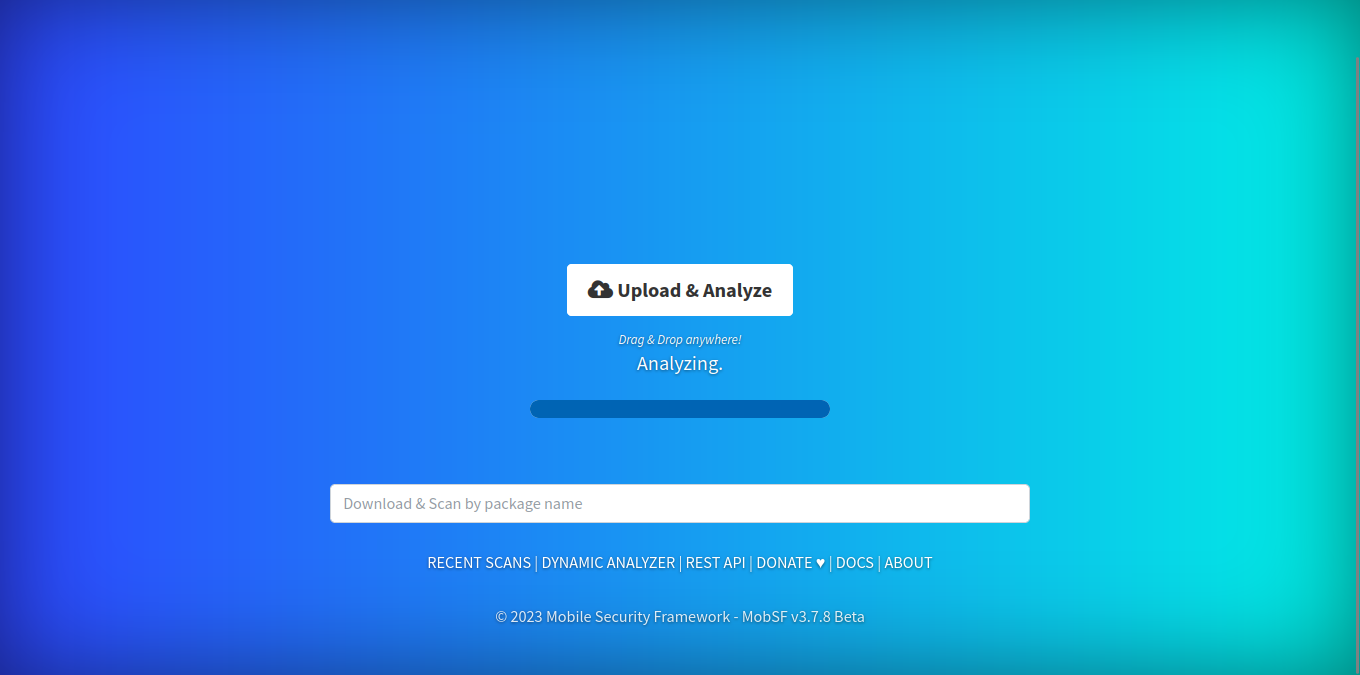 Upload & Analyze
Drag & Drop anywhere!
Analyzing.
Download & Scan by package name
RECENT SCANS | DYNAMIC ANALYZER | REST API | DONATE ♥ | DOCS | ABOUT
© 2023 Mobile Security Framework - MobSF v3.7.8 Beta